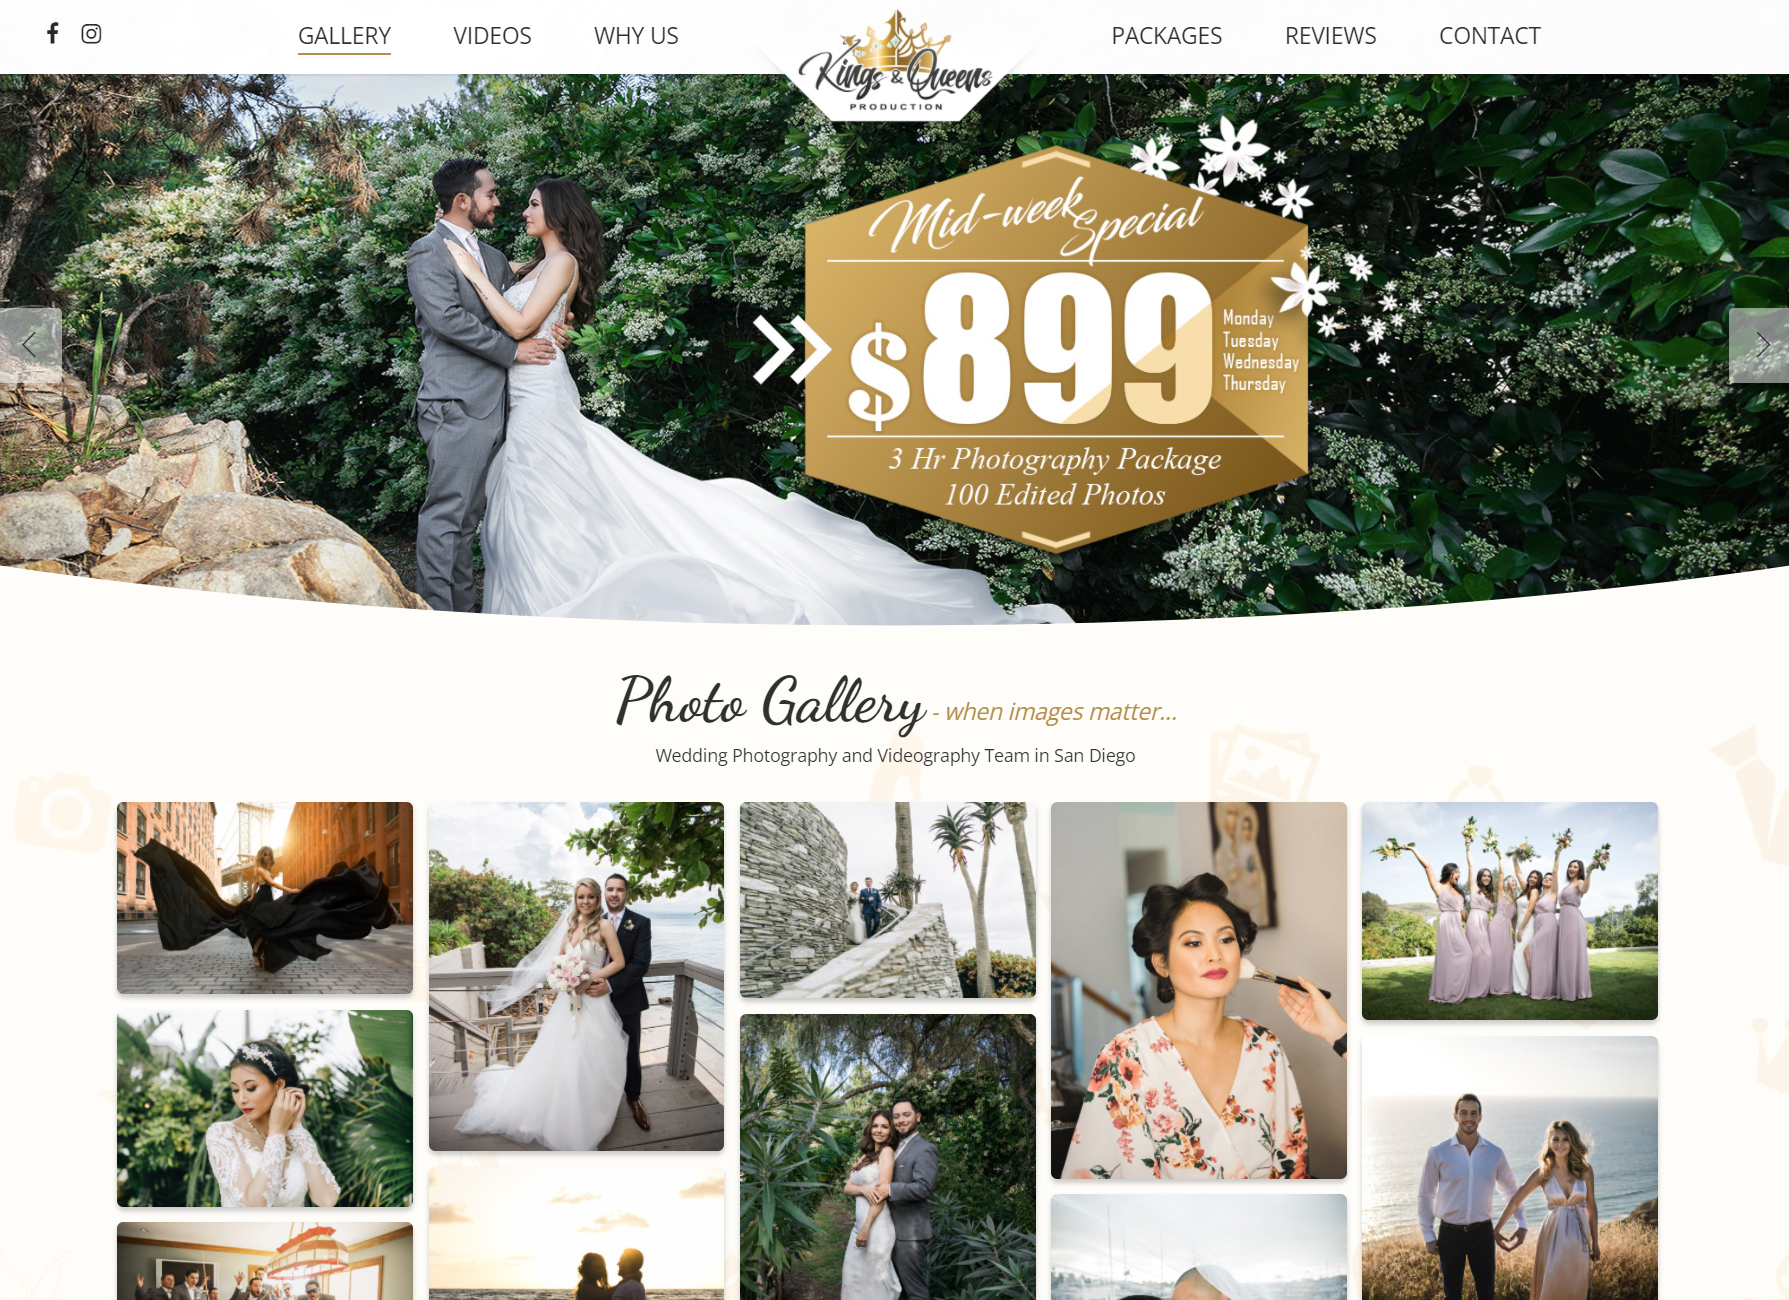 GALLERY
VIDEOS
WHY US
Kings & Queens
PRODUCTION
PACKAGES
REVIEWS
CONTACT
Mid-week Special
$899
Monday
Tuesday
Wednesday
Thursday
3 Hr Photography Package
100 Edited Photos
Photo Gallery - when images matter...
Wedding Photography and Videography Team in San Diego